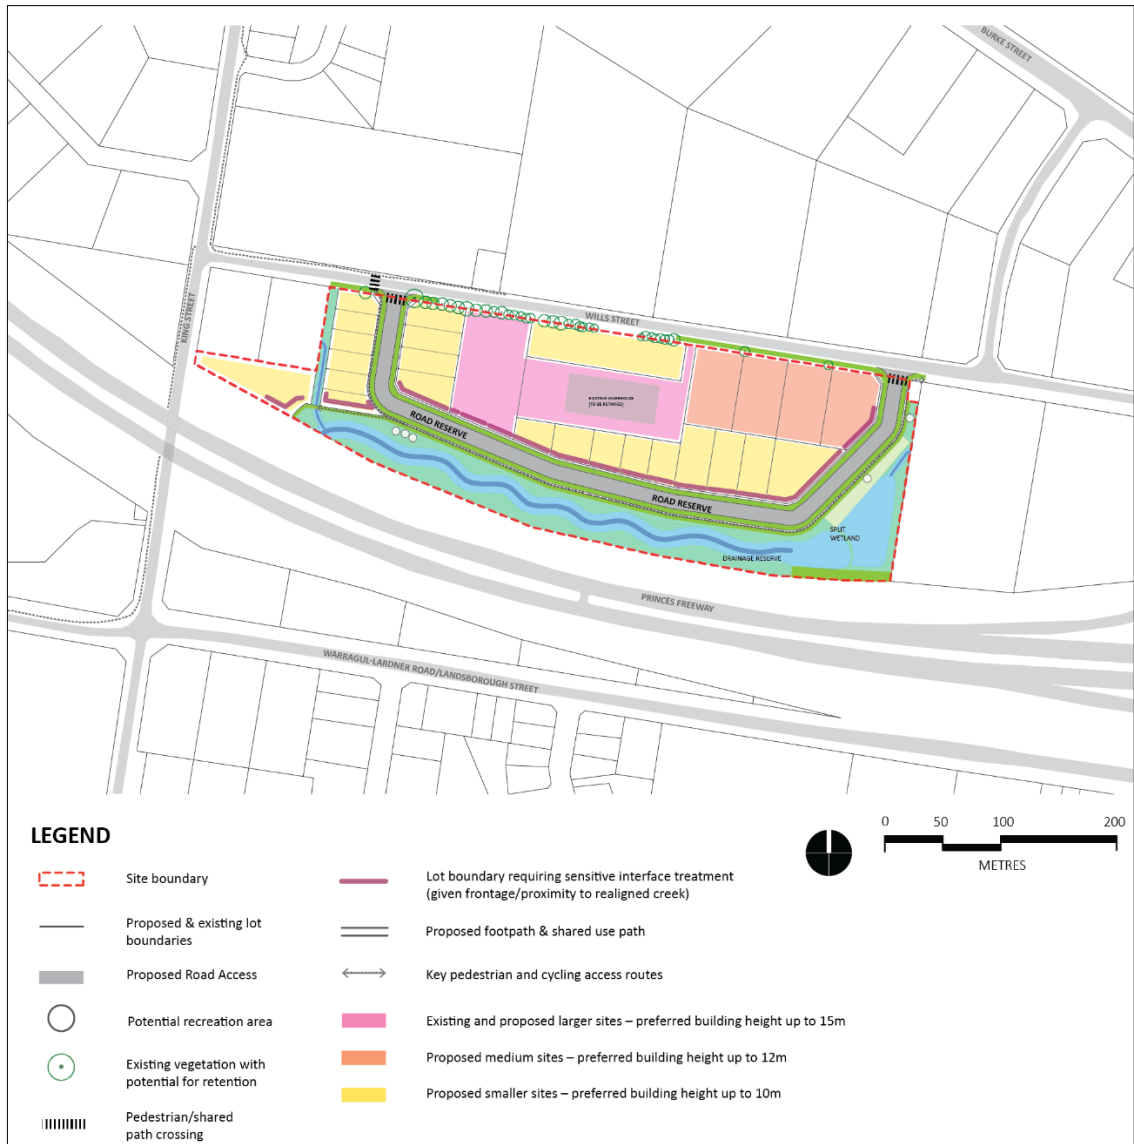 BURKE STREET
KING STREET
WILLS STREET
EXISTING WORHOUSE
(TO BE RETAINED)
ROAD RESERVE
ROAD RESERVE
SPLIT
WETLAND
DRAINAGE RESERVE
PRINCES FREEWAY
WARRAGUL-LARDNER ROAD/LANDSBOROUGH STREET
LEGEND
0 50 100 200
METRES
Site boundary
Proposed & existing lot
boundaries
Proposed Road Access
Potential recreation area
Existing vegetation with
potential for retention
Pedestrian/shared
path crossing
Lot boundary requiring sensitive interface treatment
(given frontage/proximity to realigned creek)
Proposed footpath & shared use path
Key pedestrian and cycling access routes
Existing and proposed larger sites – preferred building height up to 15m
Proposed medium sites – preferred building height up to 12m
Proposed smaller sites – preferred building height up to 10m